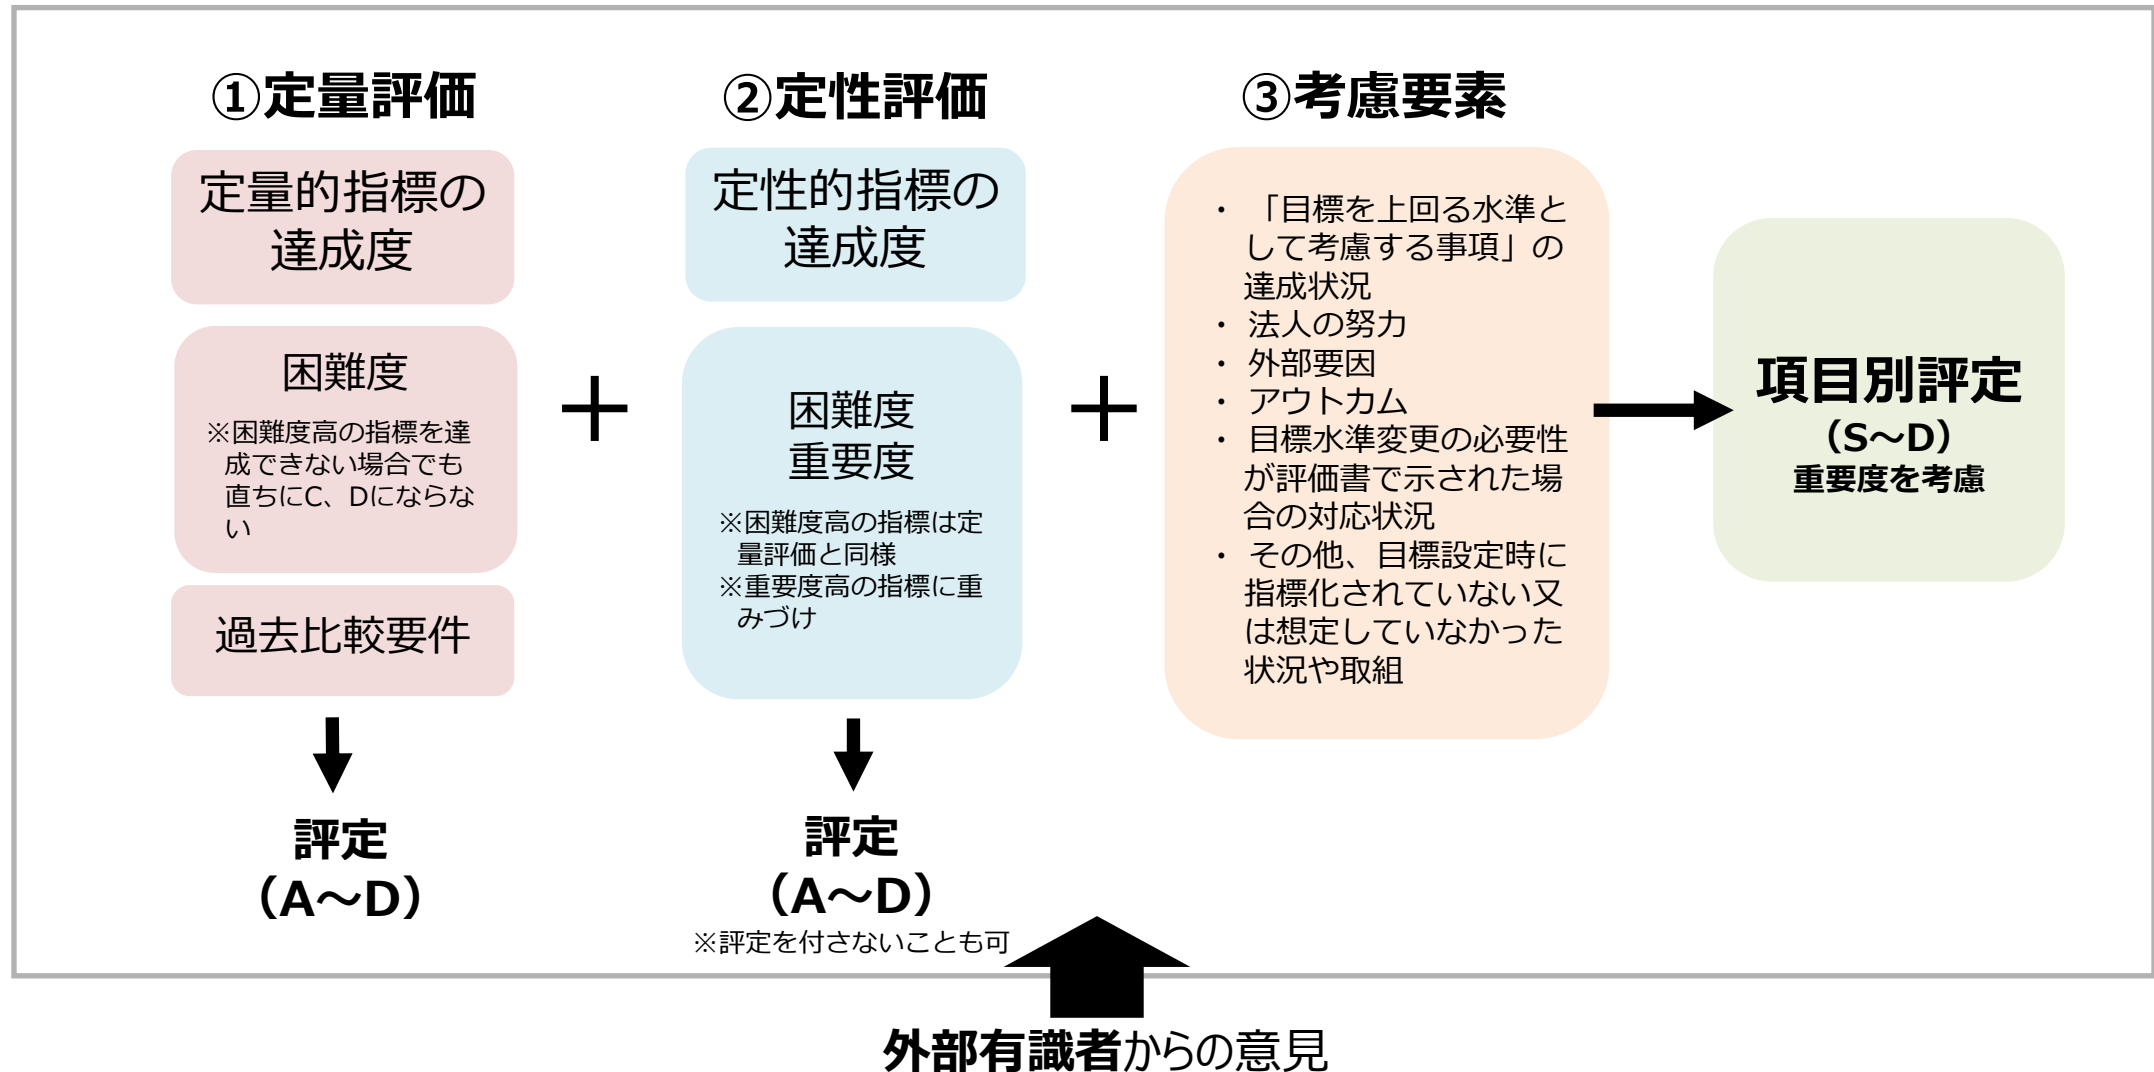 ①定量評価
定量的指標の
達成度
困難度
※困難度高の指標を達
成できない場合でも
直ちにC、Dにならな
い
過去比較要件
評定
（A～D）
＋
②定性評価
定性的指標の
達成度
困難度
重要度
※困難度高の指標は定
量評価と同様
※重要度高の指標に重
みづけ
評定
（A～D）
※評定を付さないことも可
＋
③考慮要素
・「目標を上回る水準と
して考慮する事項」の
達成状況
・法人の努力
・外部要因
・アウトカム
・目標水準変更の必要性
が評価書で示された場
合の対応状況
・その他、目標設定時に
指標化されていない又
は想定していなかった
状況や取組
項目別評定
（S～D）
重要度を考慮
外部有識者からの意見